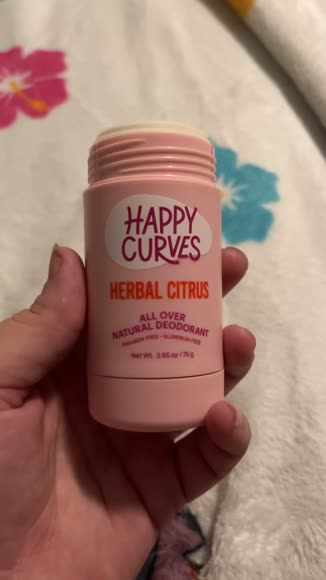 HAPPY
CURVES
HERBAL CITRUS
ALL OVER
NATURAL DEODORANT
PARABEN FREE • ALUMINUM FREE
NET WT. 2.65 oz / 75 g